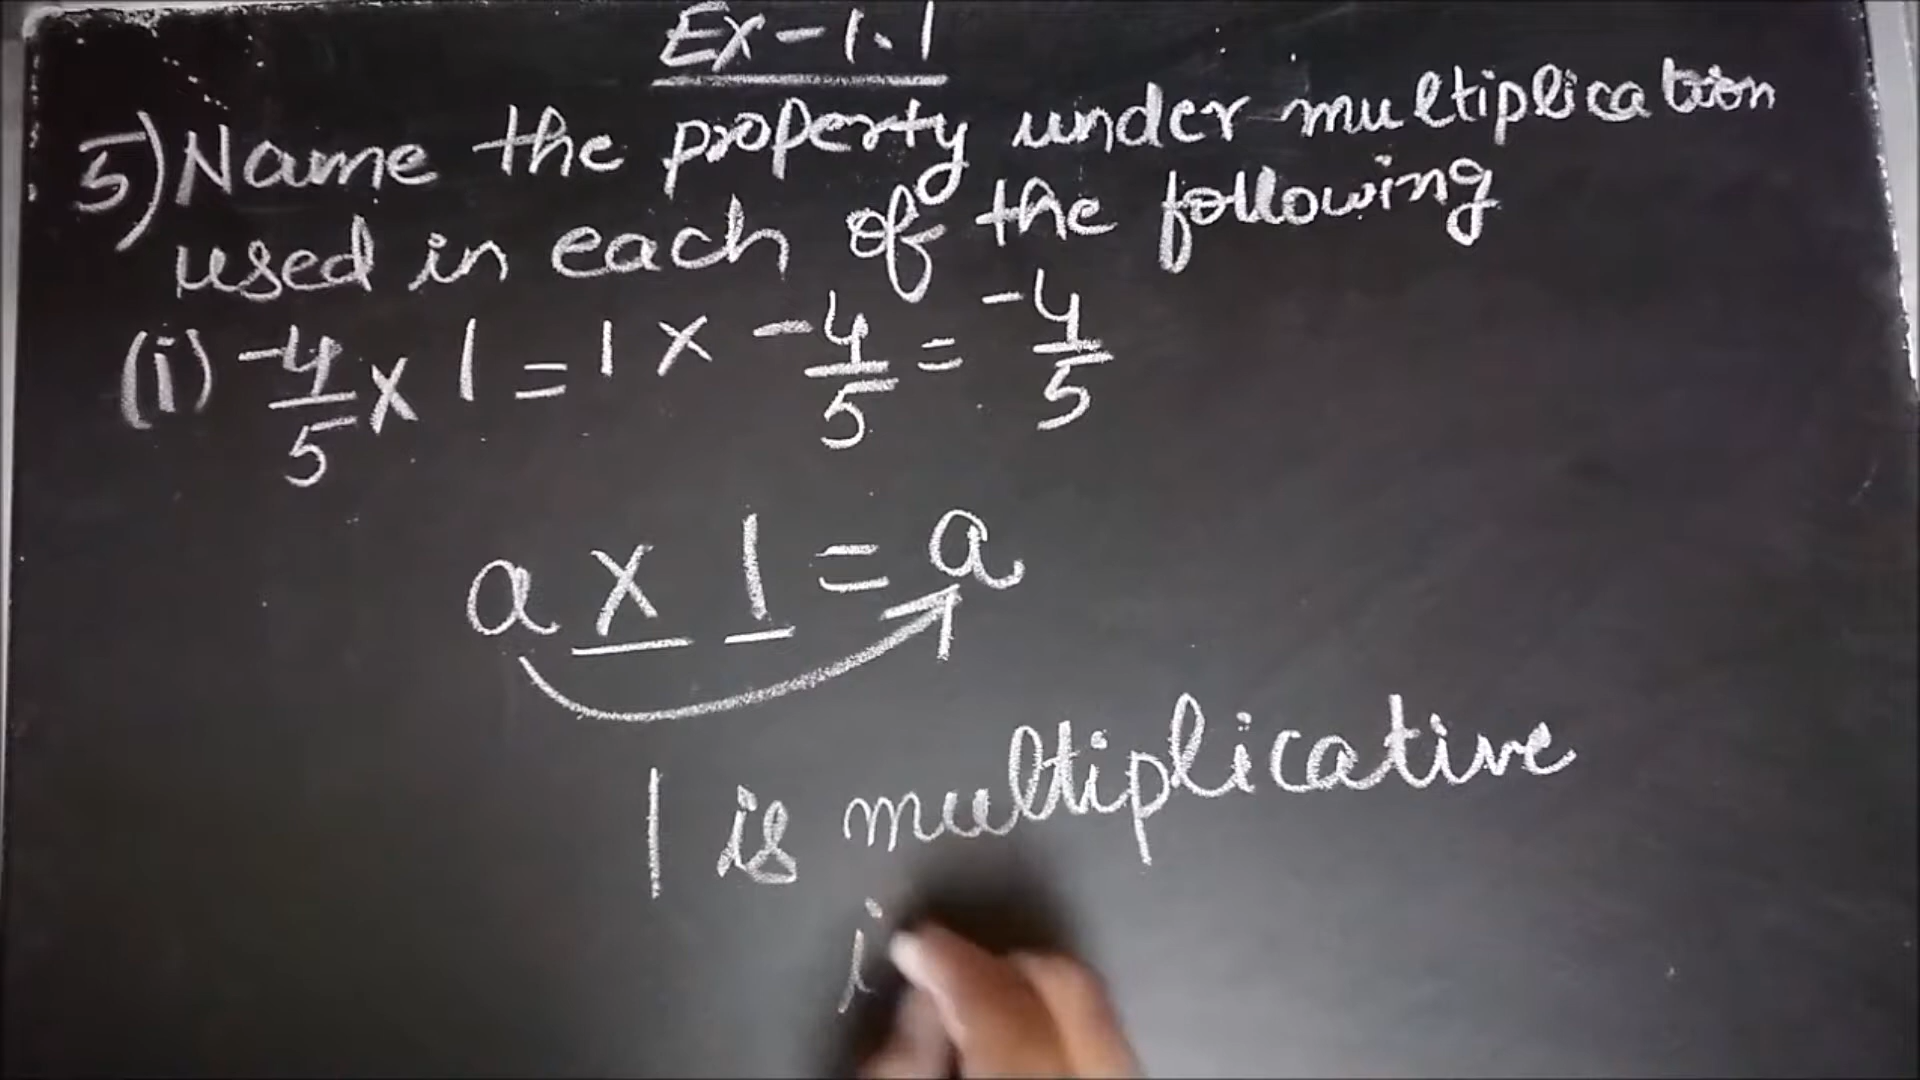 Ex-1.1
5) Name the property under multiplication
used in each of the following
(i) -4/5 x 1 = 1 x -4/5 = -4/5
a x 1 = a
1 is multiplicative
i